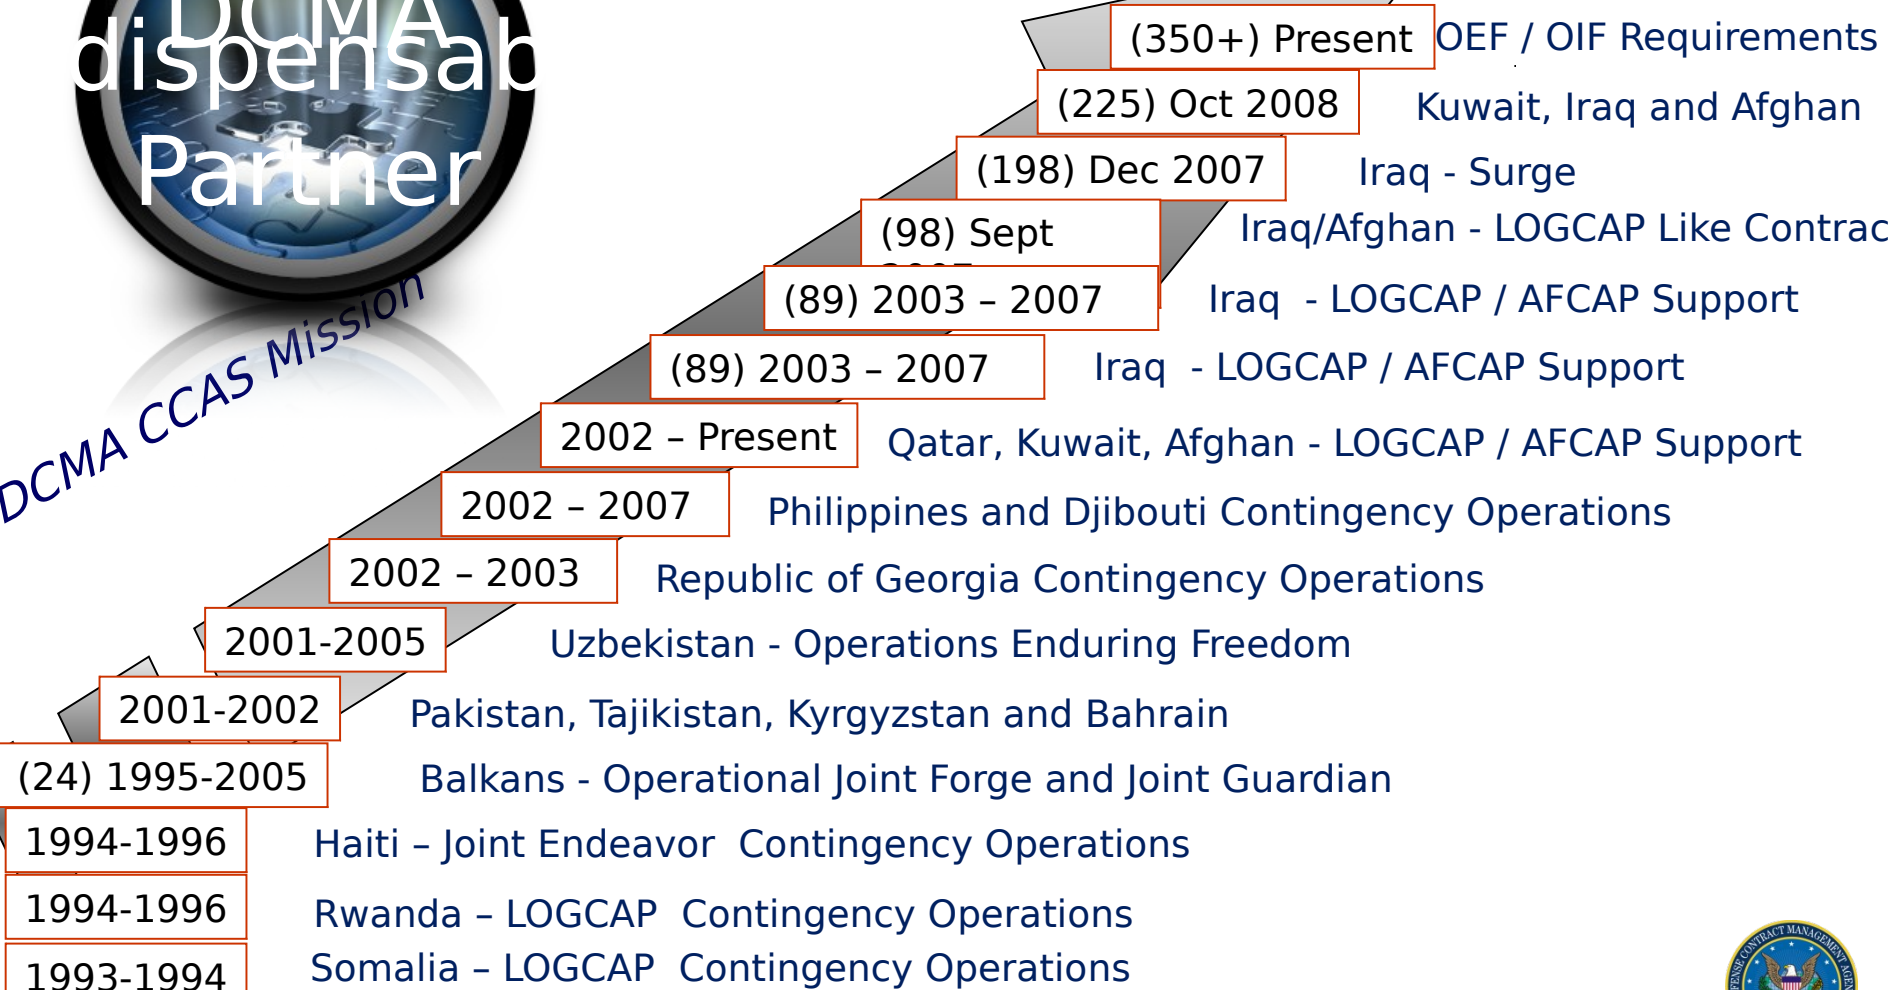 DCMA
dispensab
Partner
DCMA CCAS Mission
(350+) Present OEF / OIF Requirements
(225) Oct 2008 Kuwait, Iraq and Afghan
(198) Dec 2007 Iraq - Surge
(98) Sept Iraq/Afghan - LOGCAP Like Contrac
(89) 2003 – 2007 Iraq - LOGCAP / AFCAP Support
(89) 2003 – 2007 Iraq - LOGCAP / AFCAP Support
2002 – Present Qatar, Kuwait, Afghan - LOGCAP / AFCAP Support
2002 – 2007 Philippines and Djibouti Contingency Operations
2002 – 2003 Republic of Georgia Contingency Operations
2001-2005 Uzbekistan - Operations Enduring Freedom
2001-2002 Pakistan, Tajikistan, Kyrgyzstan and Bahrain
(24) 1995-2005 Balkans - Operational Joint Forge and Joint Guardian
1994-1996 Haiti – Joint Endeavor Contingency Operations
1994-1996 Rwanda – LOGCAP Contingency Operations
1993-1994 Somalia – LOGCAP Contingency Operations
ENSE CONTRACT MANAGEMENT AGEN